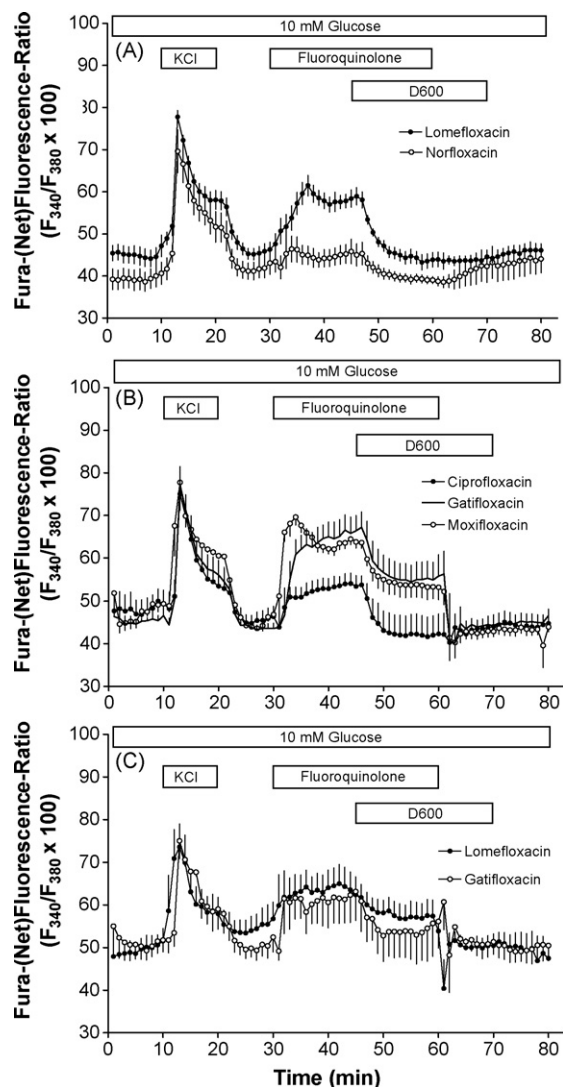 10 mM Glucose
(A)
KCl
Fluoroquinolone
D600
Lomefloxacin
Norfloxacin
Fura-(Net)Fluorescence-Ratio
(F340/F380 x 100)
100
90
80
70
60
50
40
30
0 10 20 30 40 50 60 70 80
10 mM Glucose
(B)
KCl
Fluoroquinolone
D600
Ciprofloxacin
Gatifloxacin
Moxifloxacin
Fura-(Net)Fluorescence-Ratio
(F340/F380 x 100)
100
90
80
70
60
50
40
30
0 10 20 30 40 50 60 70 80
10 mM Glucose
(C)
KCl
Fluoroquinolone
D600
Lomefloxacin
Gatifloxacin
Fura-(Net)Fluorescence-Ratio
(F340/F380 x 100)
100
90
80
70
60
50
40
30
0 10 20 30 40 50 60 70 80
Time (min)